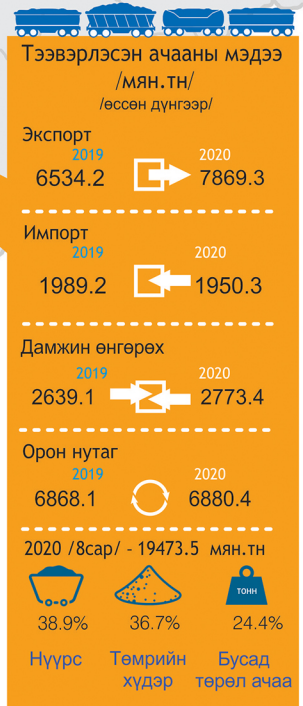 Тээвэрлэсэн ачааны мэдээ
/мян.тн/
/өссөн дүнгээр/
Экспорт
2019 2020
6534.2 7869.3
Импорт
2019 2020
1989.2 1950.3
Дамжин өнгөрөх
2019 2020
2639.1 2773.4
Орон нутаг
2019 2020
6868.1 6880.4
2020 /8сар/ - 19473.5 мян.тн
ТОНН
38.9% 36.7% 24.4%
Нүүрс Төмрийн Бусад
хүдэр төрөл ачаа